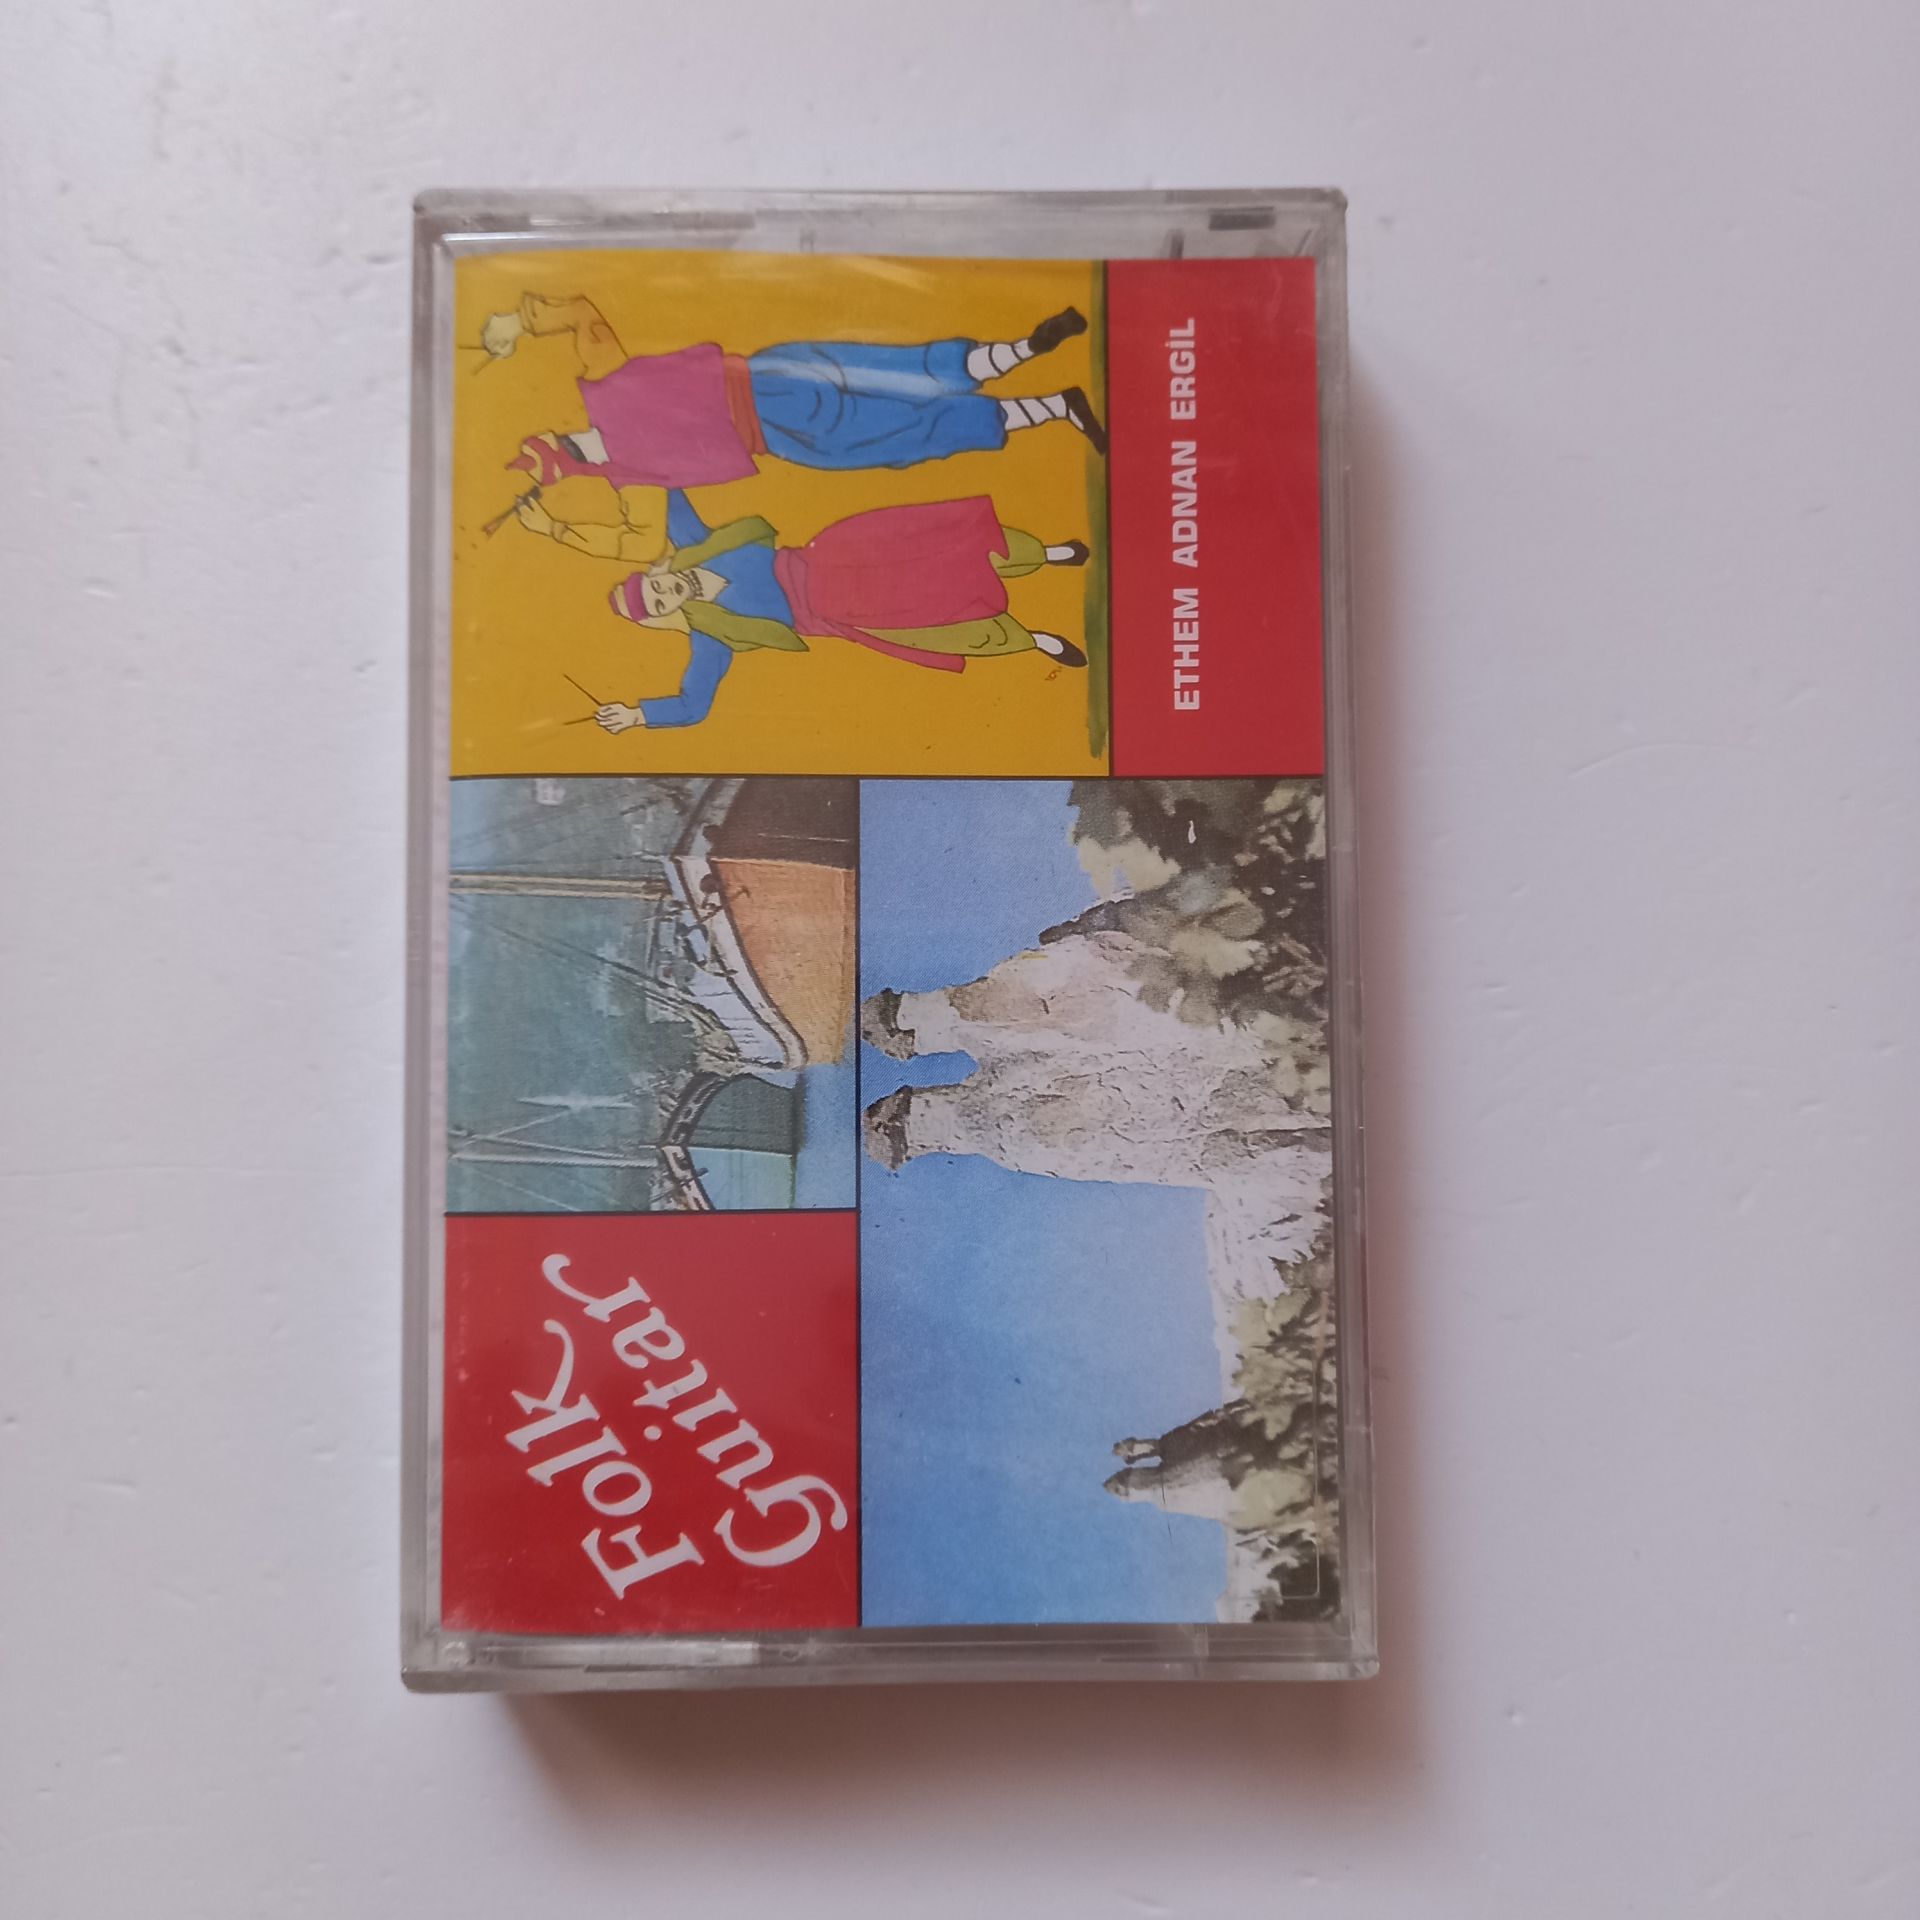 Folk
Guitar
ETHEM ADNAN ERGİL